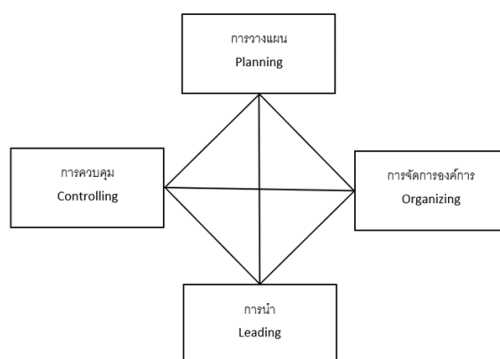 การวางแผน
Planning
การควบคุม
Controlling
การจัดการองค์การ
Organizing
การนำ
Leading